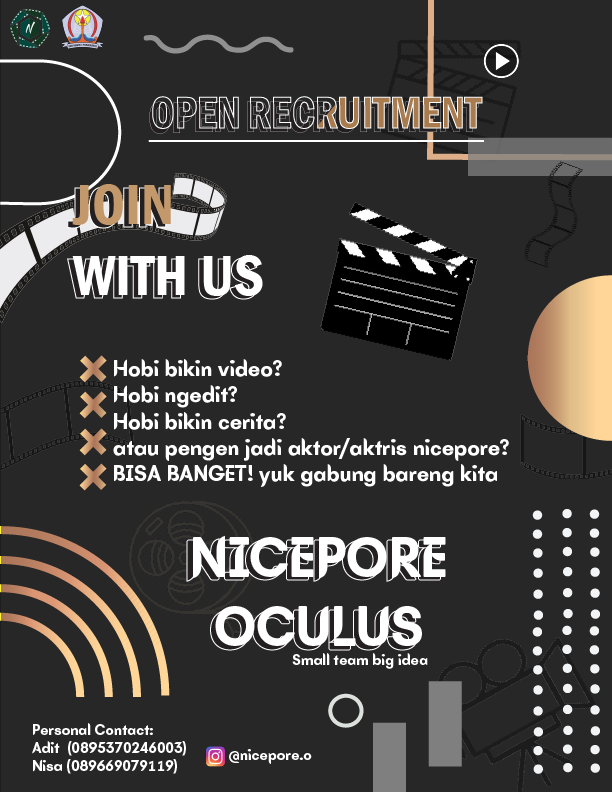 N
OPEN RECRUITMENT
JOIN
WITH US
Hobi bikin video?
Hobi ngedit?
Hobi bikin cerita?
atau pengen jadi aktor/aktris nicepore?
BISA BANGET! yuk gabung bareng kita
NICEPORE
OCULUS
Small team big idea
Personal Contact:
Adit (0895370246003)
Nisa (089669079119)
@nicepore.o